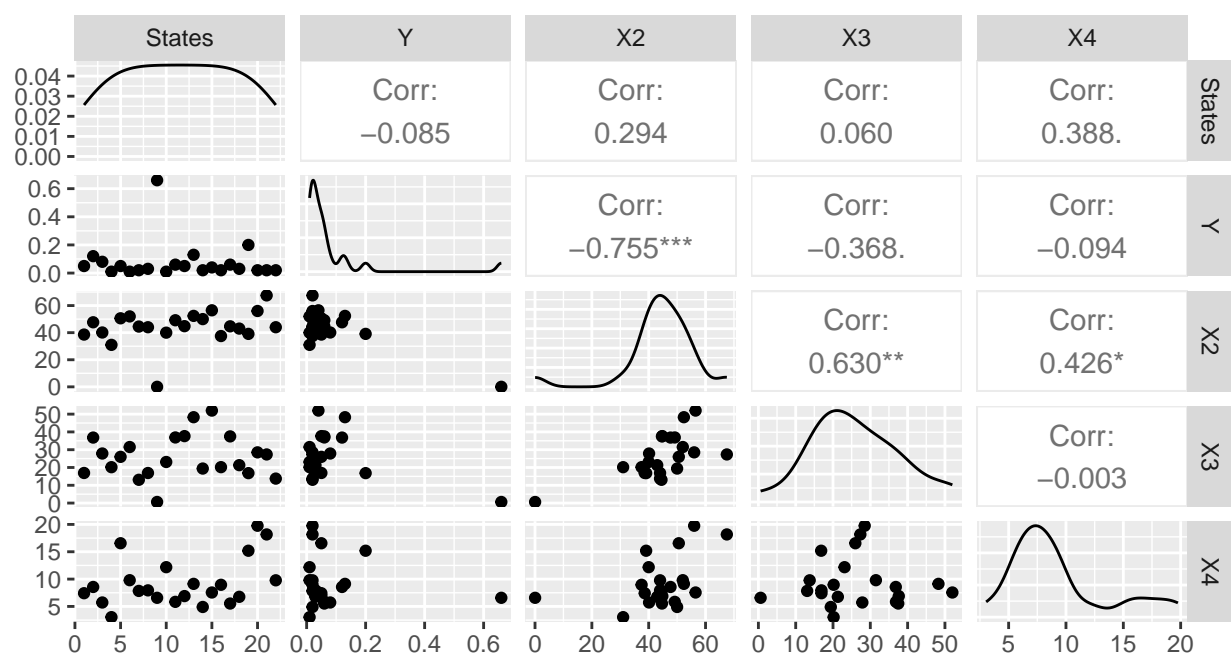 States Y X2 X3 X4
0.04
0.03
0.02
0.01
0.00
Corr:
−0.085
Corr:
0.294
Corr:
0.060
Corr:
0.388.
States
0.6
0.4
0.2
0.0
Corr:
−0.755***
Corr:
−0.368.
Corr:
−0.094
Y
60
40
20
0
Corr:
0.630**
Corr:
0.426*
X2
50
40
30
20
10
0
Corr:
−0.003
X3
20
15
10
5
X4
0 5 10 15 20 0.0 0.2 0.4 0.6 0 20 40 60 0 10 20 30 40 50 5 10 15 20